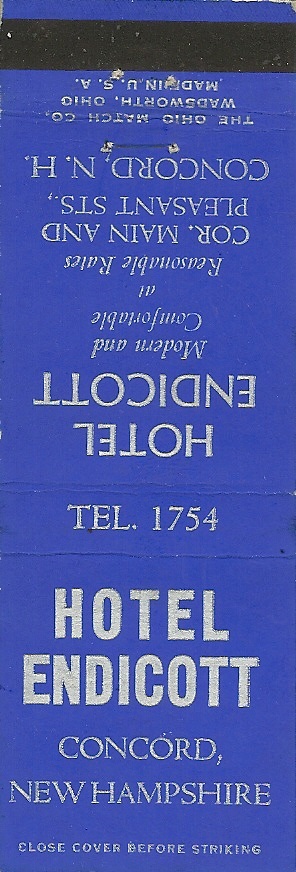 THE OHIO MATCH CO.
WADSWORTH, OHIO
MADE IN U. S. A.
HOTEL
ENDICOTT
Modern and
Comfortable
at
Reasonable Rates
COR. MAIN AND
PLEASANT STS.,
CONCORD, N. H.
TEL. 1754
HOTEL
ENDICOTT
CONCORD,
NEW HAMPSHIRE
CLOSE COVER BEFORE STRIKING